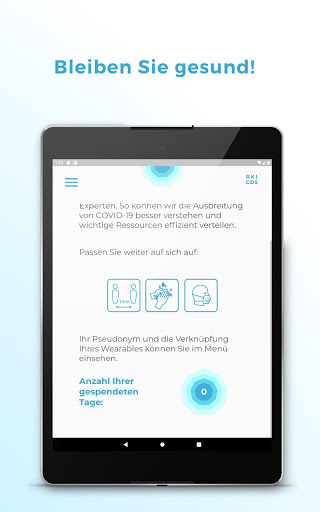 Bleiben Sie gesund!
RKI
CDS
Experten. So können wir die Ausbreitung
von COVID-19 besser verstehen und
wichtige Ressourcen effizient verteilen.
Passen Sie weiter auf sich auf.
Ihr Pseudonym und die Verknüpfung
Ihres Wearables können Sie im Menü
einsehen.
Anzahl Ihrer
gespendeten
Tage:
0